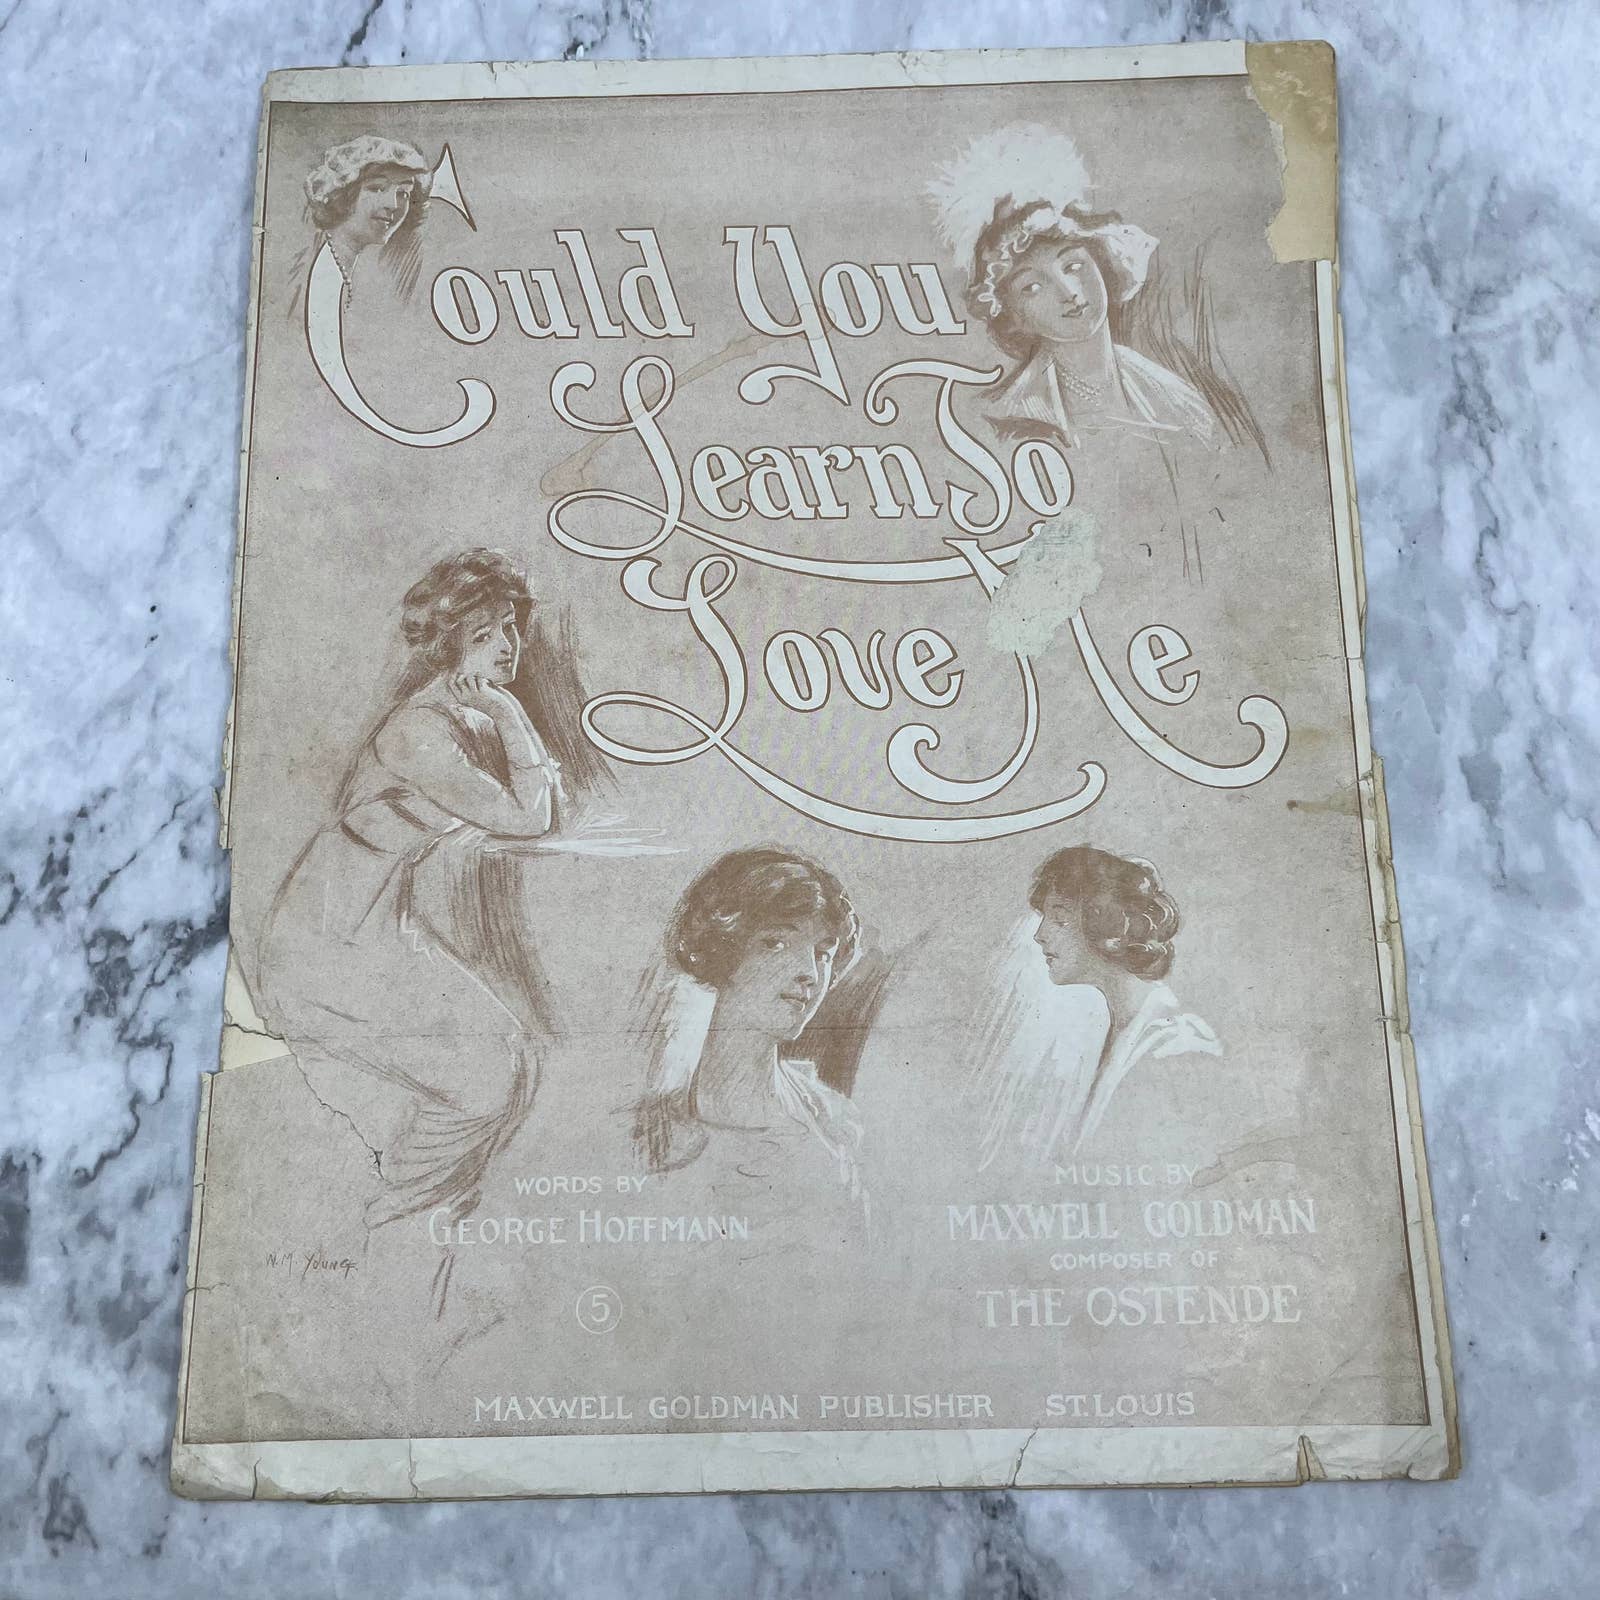 Could You
Learn To
Love Me
WORDS BY
GEORGE HOFFMANN
MUSIC BY
MAXWELL GOLDMAN
COMPOSER OF
THE OSTENDE
W.M. YOUNG
5
MAXWELL GOLDMAN PUBLISHER ST. LOUIS